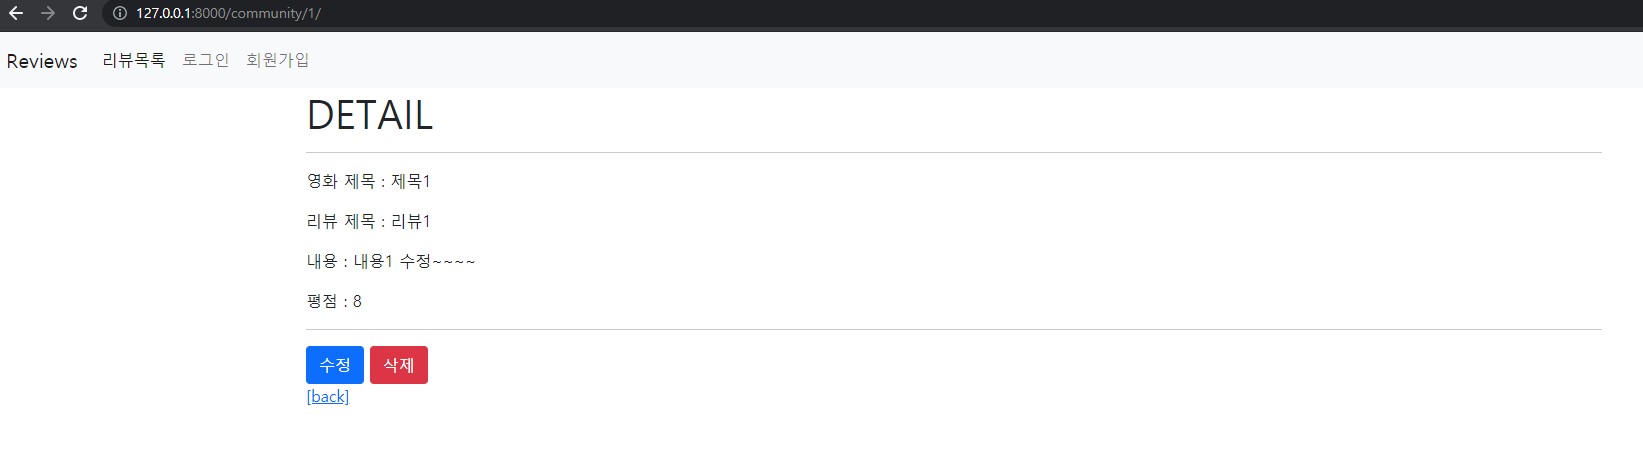 127.0.0.1:8000/community/1/
Reviews 리뷰목록 로그인 회원가입
DETAIL
영화 제목 : 제목1
리뷰 제목 : 리뷰1
내용 : 내용1 수정~~~~
평점 : 8
수정 삭제
[back]